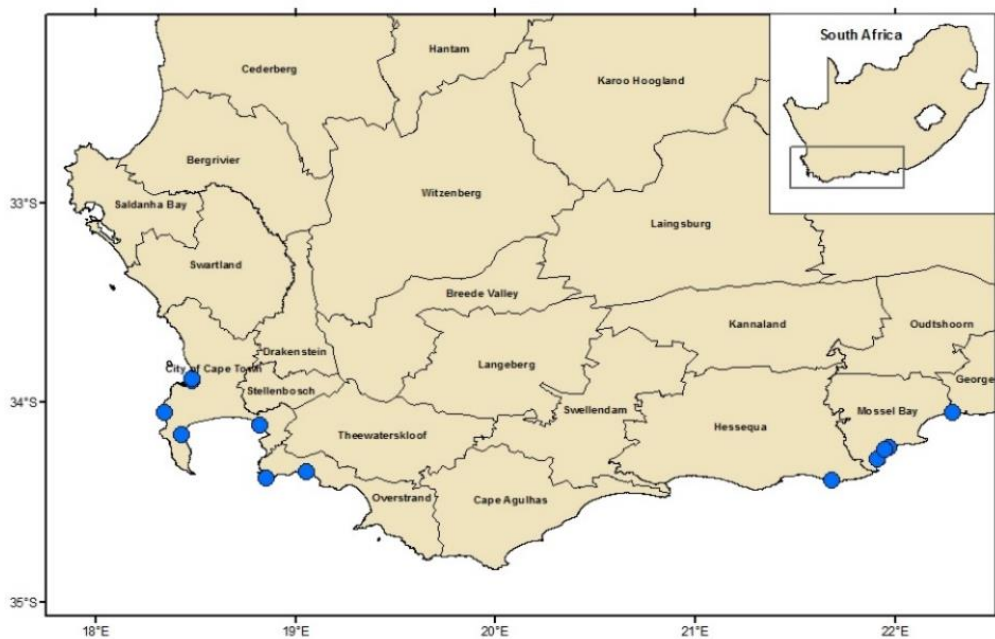 South Africa
Hantam
Cederberg
Karoo Hoogland
Bergrivier
Witzenberg
33°S
Saldanha Bay
Laingsburg
Swartland
Breede Valley
Kannaland
Oudtshoorn
Drakenstein
Langeberg
City of Cape Town
George
Stellenbosch
34°S
Swellendam
Mossel Bay
Theewaterskloof
Hessequa
Overstrand
Cape Agulhas
35°S
18°E 19°E 20°E 21°E 22°E